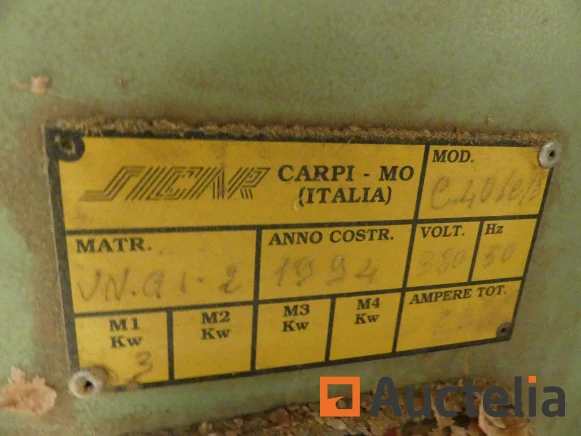 SICAR CARPI - MO
(ITALIA)
MOD.
MATR.
ANNO COSTR. 1994
VOLT. 380
Hz 50
M1 Kw 3
M2 Kw
M3 Kw
M4 Kw
AMPERE TOT.
Auctelia